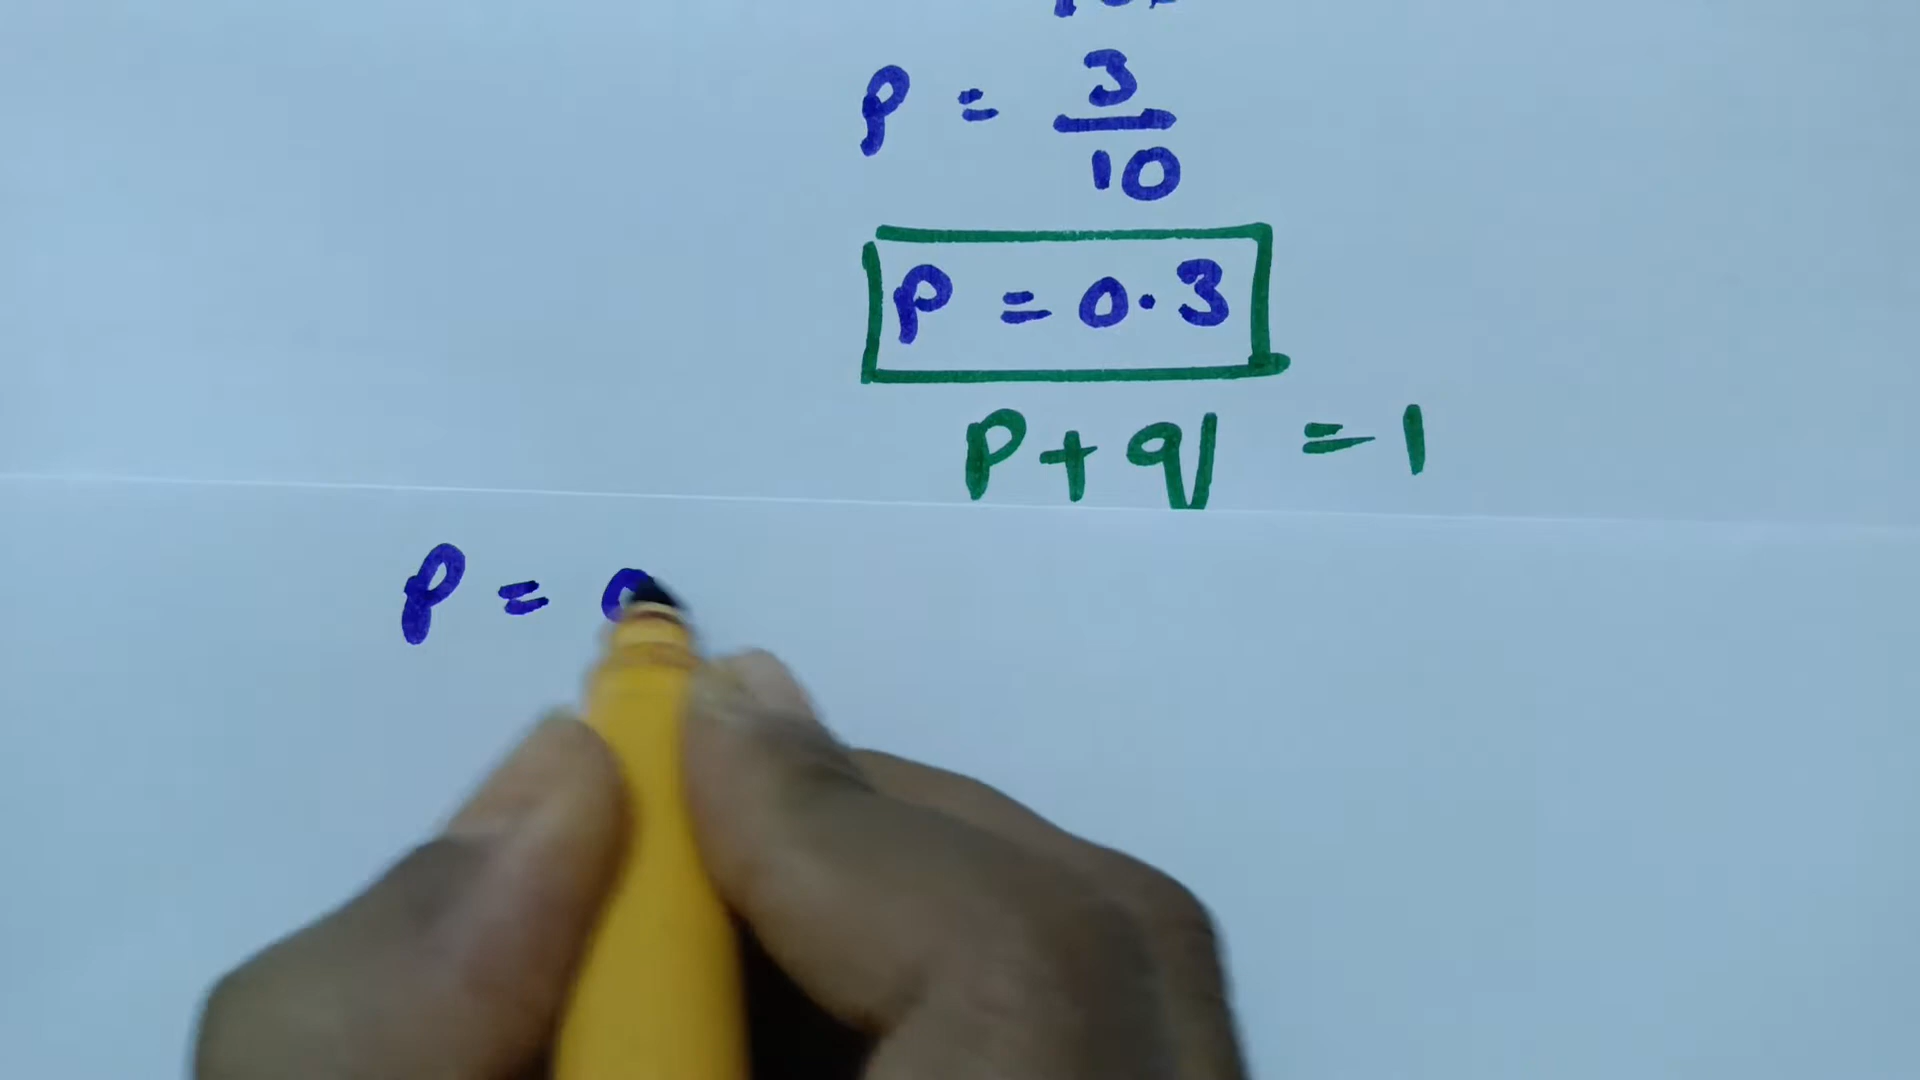 P = 3/10
P = 0.3
P + q = 1
P = 0